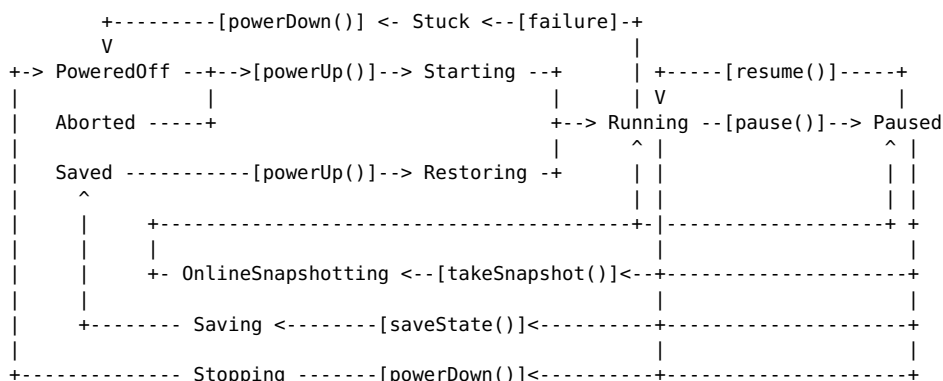 +---------[powerDown()] <- Stuck <--[failure]-+
V |
+-> PoweredOff --+-->[powerUp()]--> Starting --+ | +-----[resume()]-----+
| | | | V |
| Aborted -----+ +--> Running --[pause()]--> Paused
| | ^ | ^ |
| Saved -----------[powerUp()]--> Restoring -+ | | | |
| ^ | | | |
| | +-----------------------------------------+-|-------------------+ +
| | | | |
| | +- OnlineSnapshotting <--[takeSnapshot()]<--+---------------------+
| | | |
| +-------- Saving <--------[saveState()]<----------+---------------------+
| | |
+-------------- Stopping -------[powerDown()]<----------+---------------------+